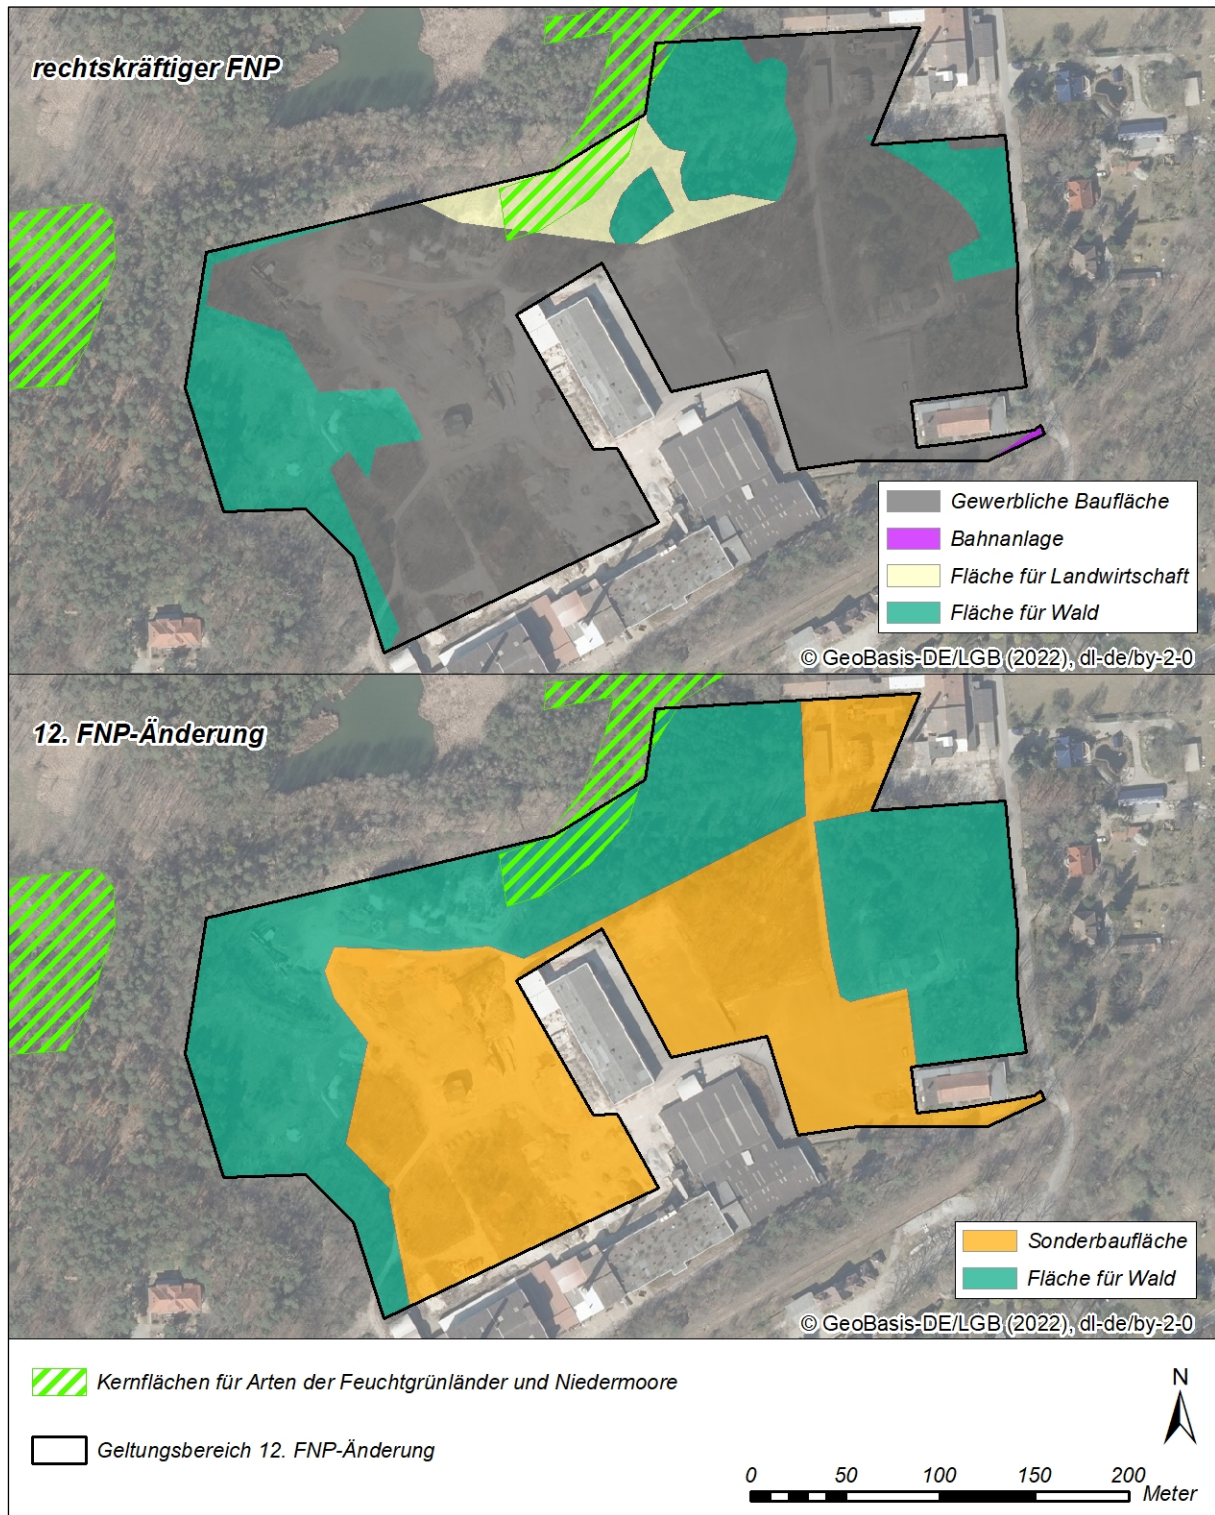 rechtskräftiger FNP
Gewerbliche Baufläche
Bahnanlage
Fläche für Landwirtschaft
Fläche für Wald
© GeoBasis-DE/LGB (2022), dl-de/by-2-0
12. FNP-Änderung
Sonderbaufläche
Fläche für Wald
© GeoBasis-DE/LGB (2022), dl-de/by-2-0
Kernflächen für Arten der Feuchtgrünländer und Niedermoore
Geltungsbereich 12. FNP-Änderung
N
0 50 100 150 200
Meter